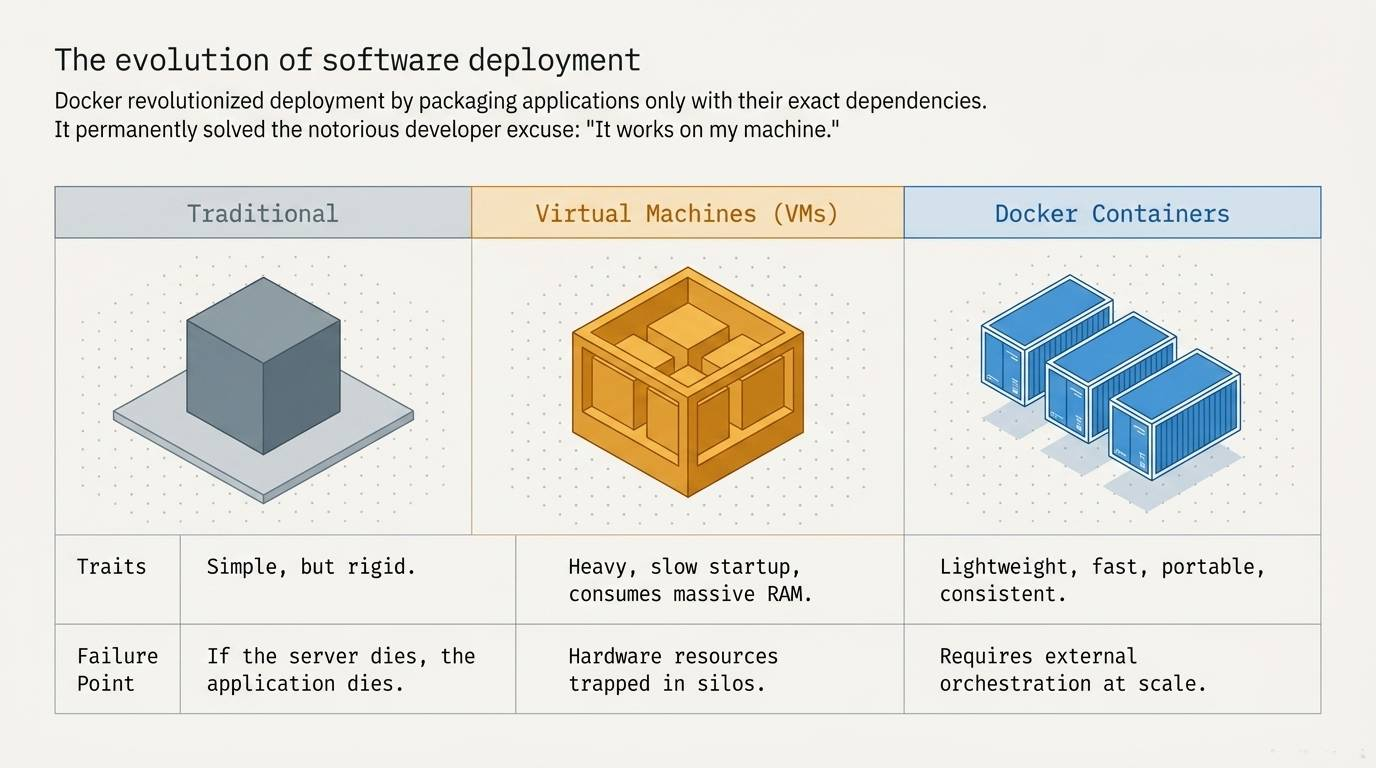 The evolution of software deployment
Docker revolutionized deployment by packaging applications only with their exact dependencies.
It permanently solved the notorious developer excuse: "It works on my machine."
Traditional
Virtual Machines (VMs)
Docker Containers
Traits
Simple, but rigid.
Heavy, slow startup,
consumes massive RAM.
Lightweight, fast, portable,
consistent.
Failure
Point
If the server dies, the
application dies.
Hardware resources
trapped in silos.
Requires external
orchestration at scale.